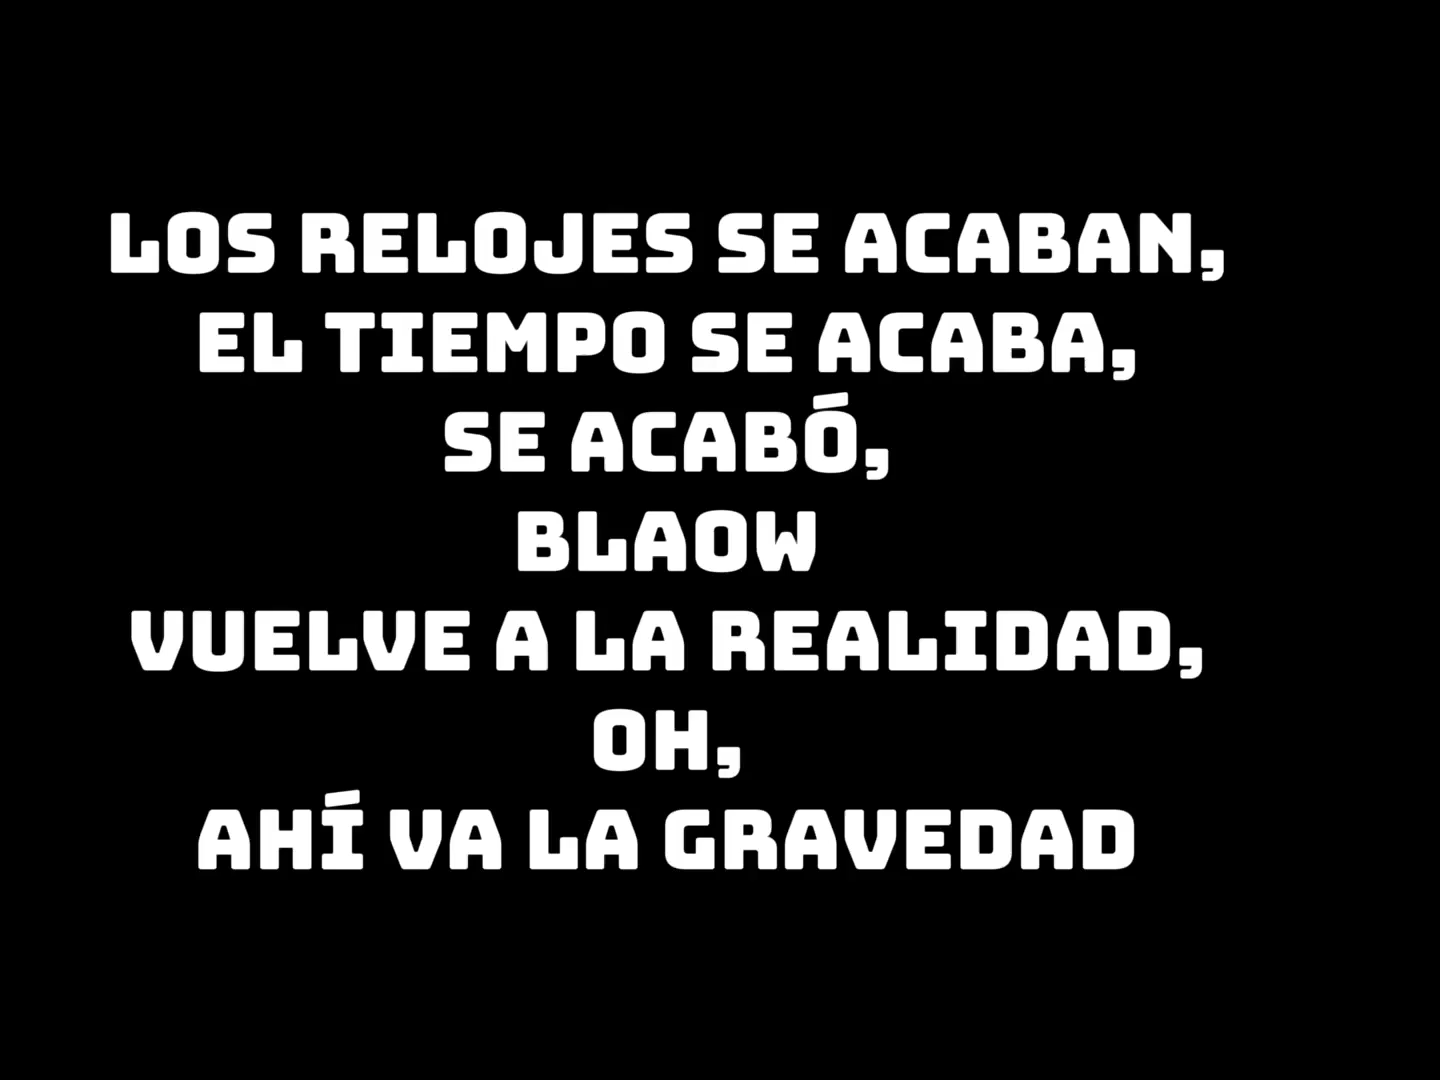 LOS RELOJES SE ACABAN,
EL TIEMPO SE ACABA,
SE ACABÓ,
BLAOW
VUELVE A LA REALIDAD,
OH,
AHÍ VA LA GRAVEDAD